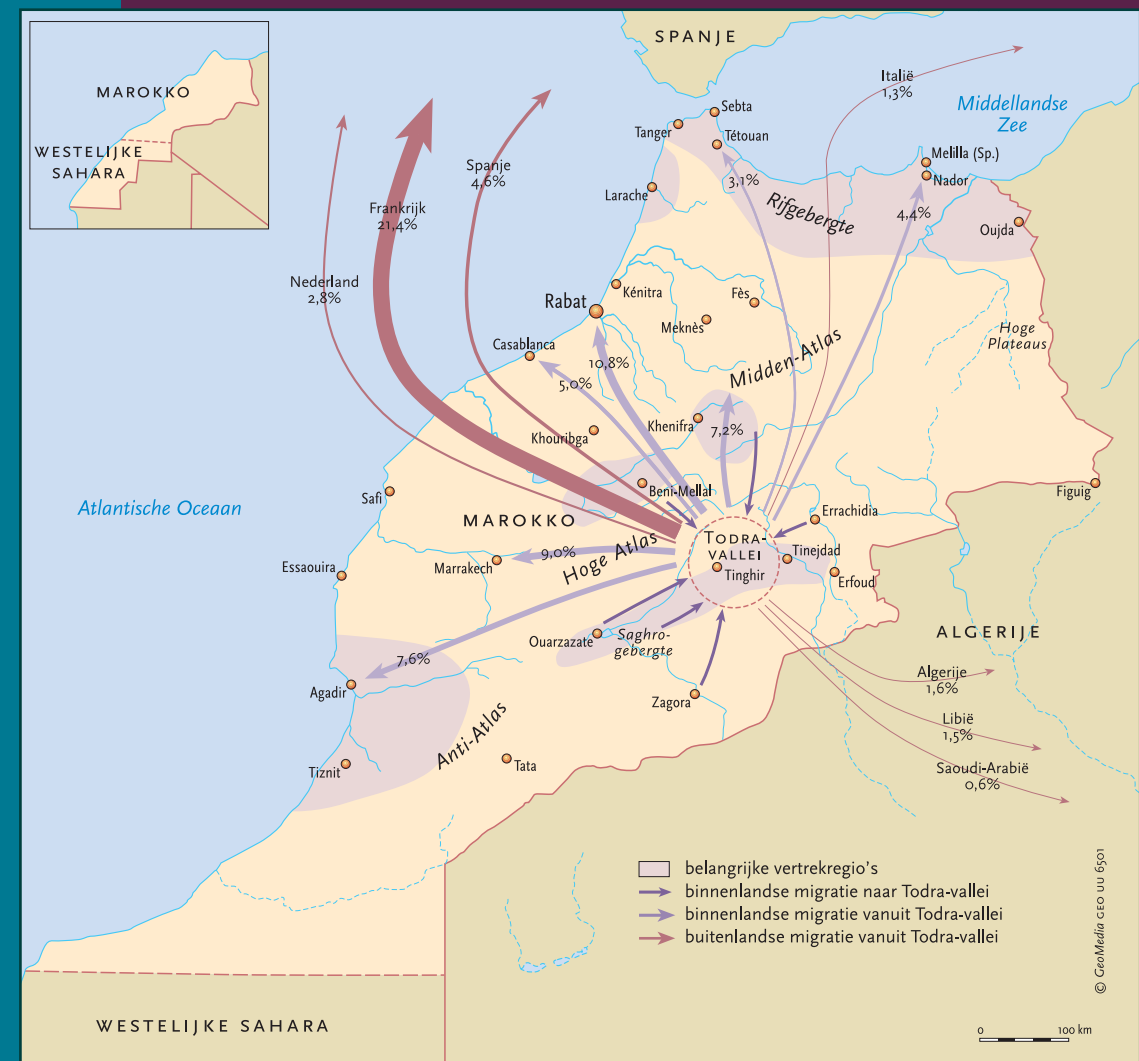 MAROKKO
WESTELIJKE
SAHARA
SPANJE
Italië
1,3%
Middellandse
Zee
Sebta
Tanger
Tétouan
Spanje
4,6%
Melilla (Sp.)
Nador
3,1%
Larache
Rifgebergte
4,4%
Frankrijk
21,4%
Oujda
Nederland
2,8%
Kénitra
Fès
Rabat
Meknès
Hoge
Plateaus
Casablanca
10,8%
Midden-Atlas
5,0%
Khenifra
7,2%
Khouribga
Beni-Mellal
Figuig
Safi
Atlantische Oceaan
MAROKKO
Errachidia
TODRA-
VALLEI
Hoge Atlas
9,0%
Marrakech
Tinejdad
Essaouira
Tinghir
Erfoud
Ouarzazate
Saghro-
gebergte
ALGERIJE
7,6%
Algerije
1,6%
Agadir
Zagora
Libië
1,5%
Anti-Atlas
Tiznit
Tata
Saoudi-Arabië
0,6%
belangrijke vertrekregio's
binnenlandse migratie naar Todra-vallei
binnenlandse migratie vanuit Todra-vallei
buitenlandse migratie vanuit Todra-vallei
© GeoMedia GEO UU 6501
WESTELIJKE SAHARA
0 100 km